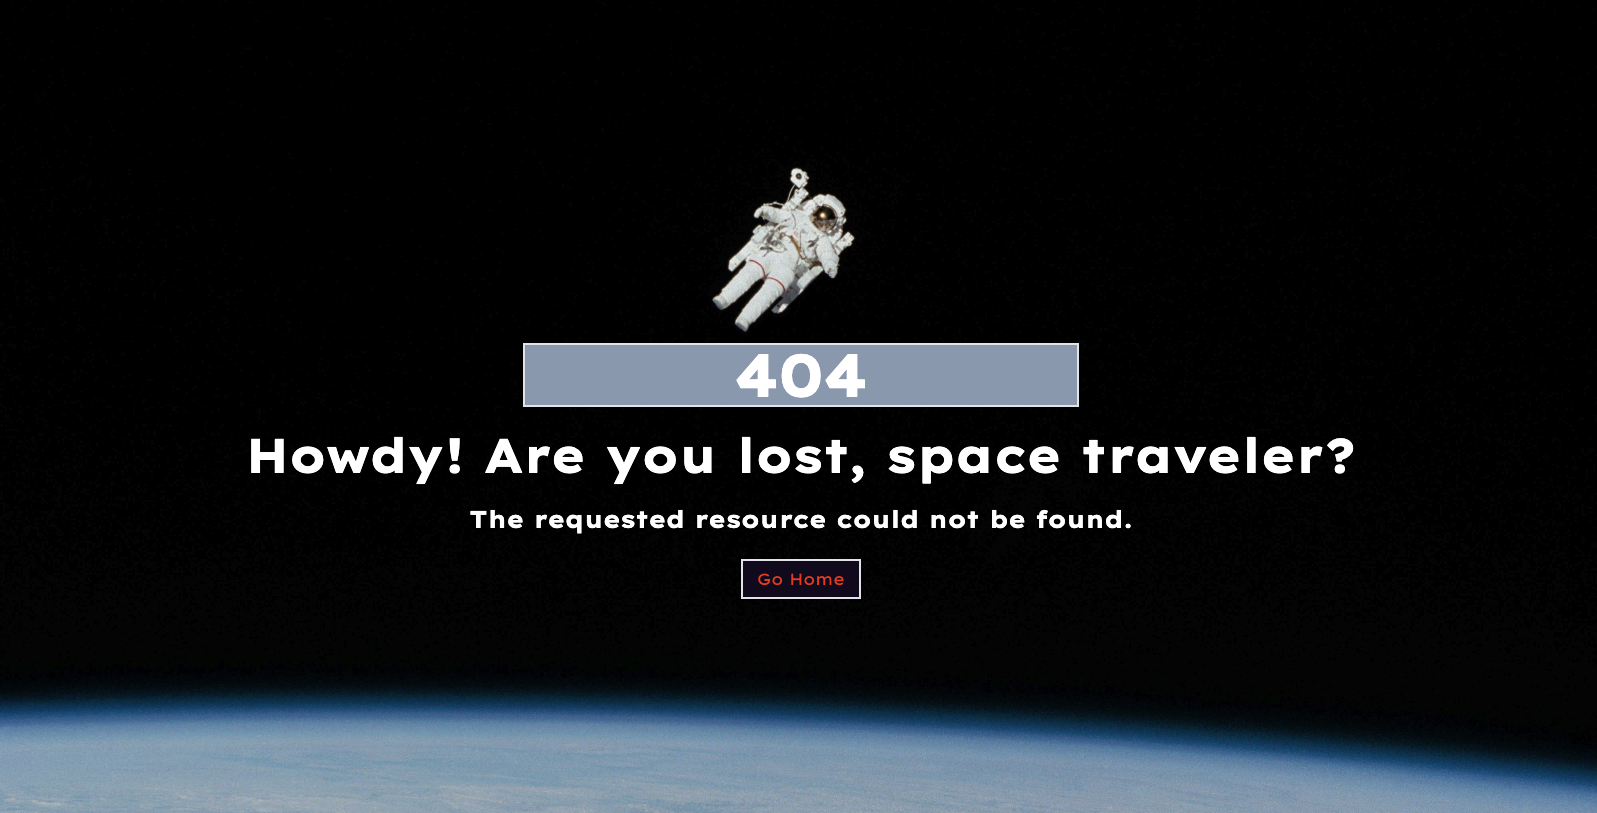 404
Howdy! Are you lost, space traveler?
The requested resource could not be found.
Go Home